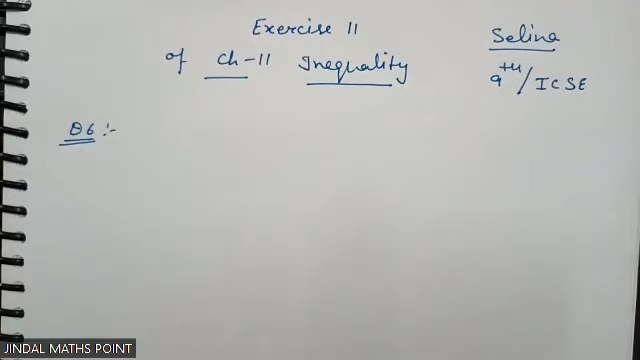 Exercise 11
of Ch-11 Inequality
Selina
9th/ICSE
Q6 :-
JINDAL MATHS POINT